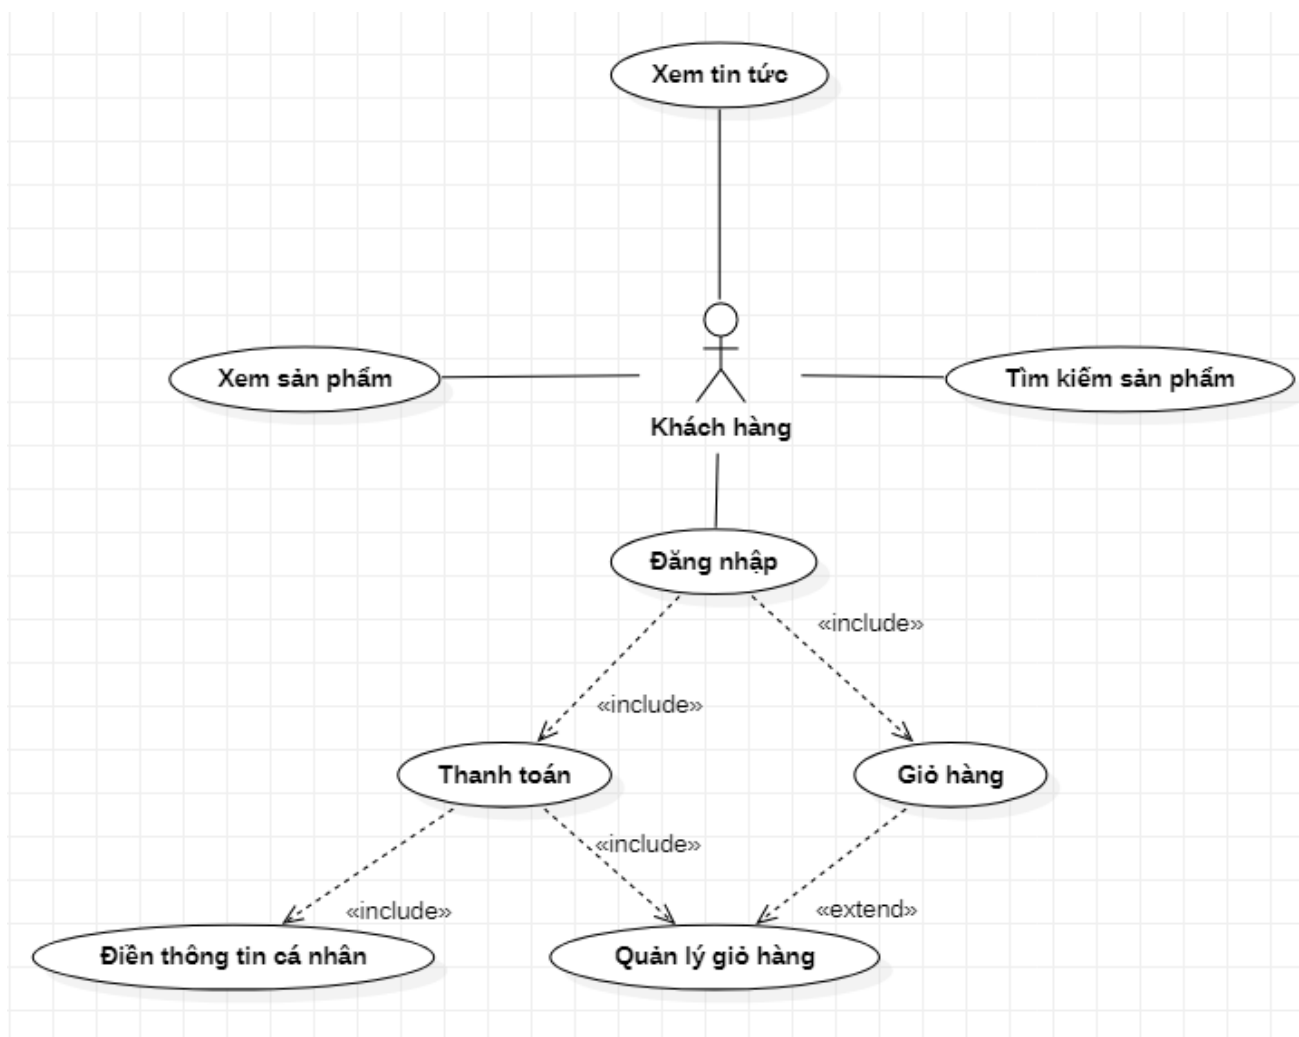 Xem tin tức
Xem sản phẩm
Tìm kiếm sản phẩm
Khách hàng
Đăng nhập
«include»
«include»
Thanh toán
Giỏ hàng
«include»
«include»
«extend»
Điền thông tin cá nhân
Quản lý giỏ hàng